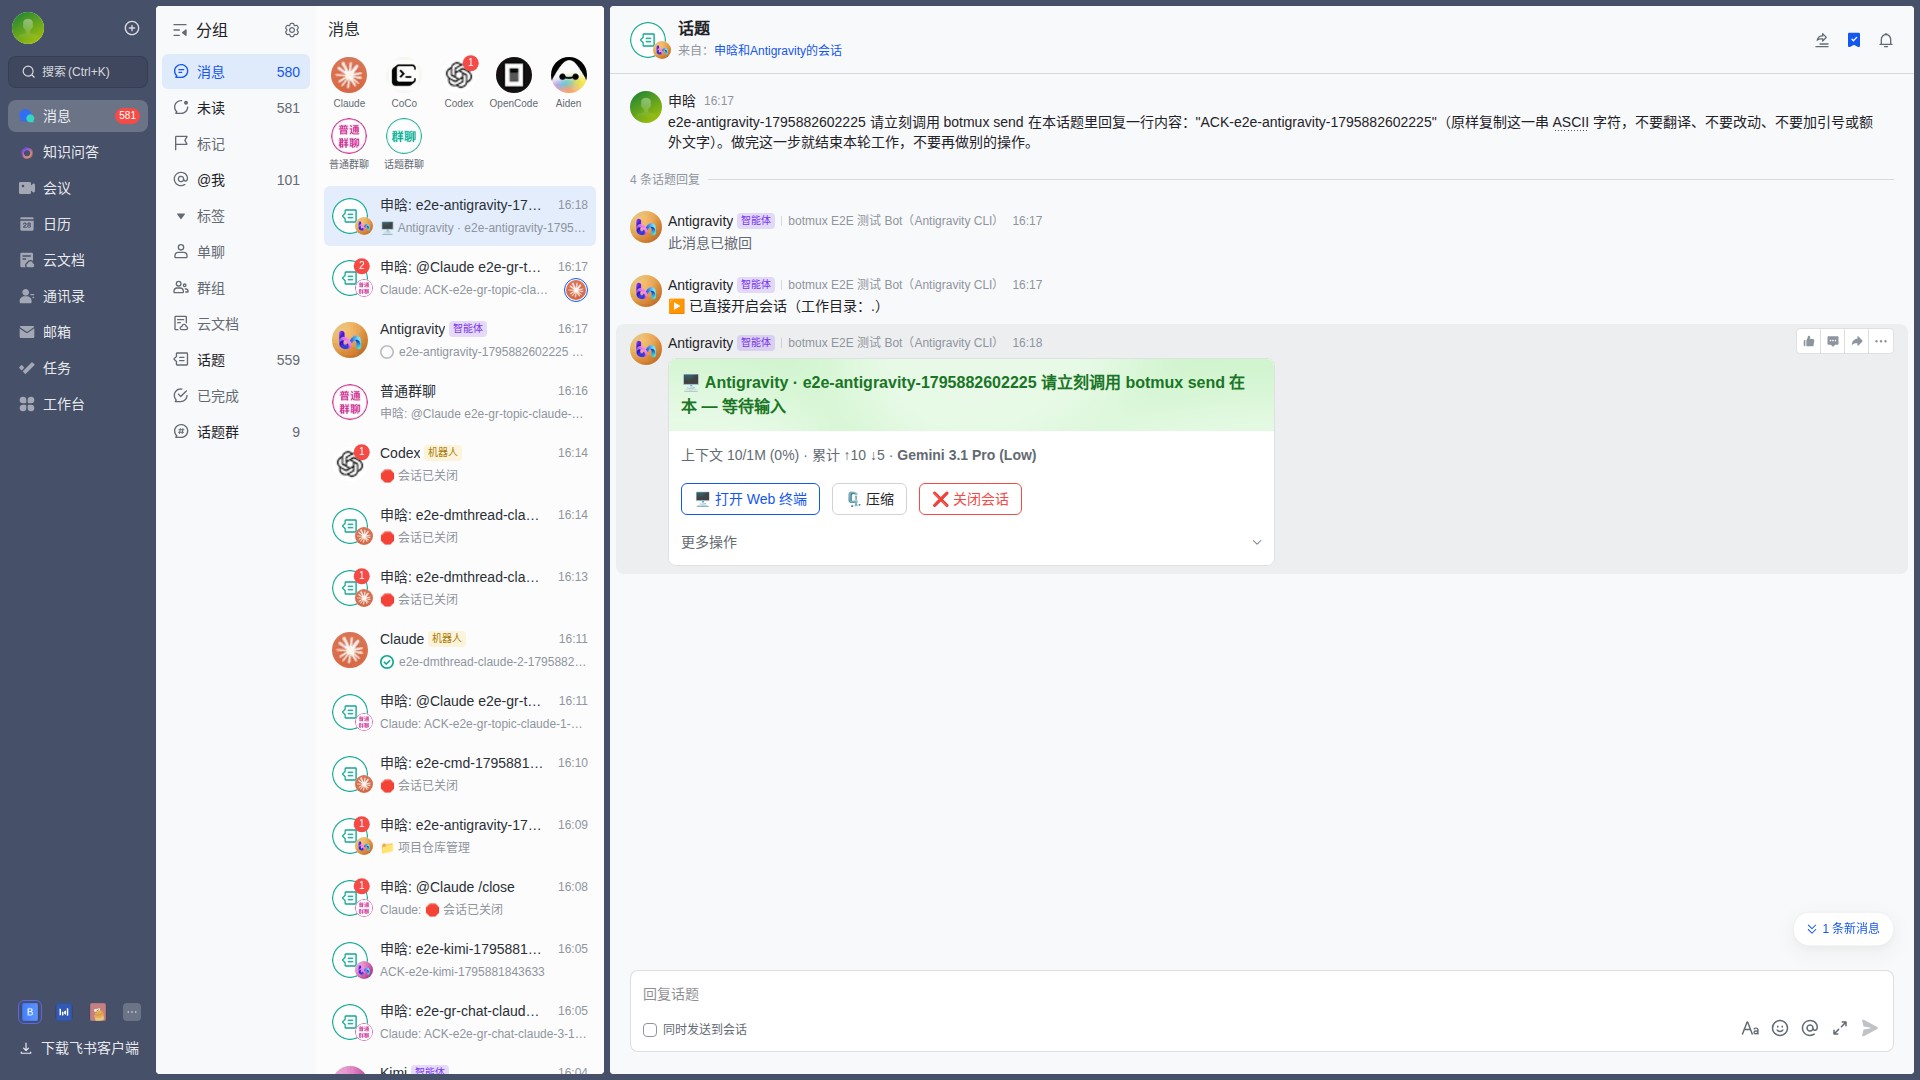 搜索 (Ctrl+K)
消息
581
知识问答
会议
日历
云文档
通讯录
邮箱
任务
工作台
下载飞书客户端
分组
消息 580
未读 581
标记
@我 101
标签
单聊
群组
云文档
话题 559
已完成
话题群 9
消息
Claude
CoCo
1
Codex
OpenCode
Aiden
普通群聊
普通群聊
群聊
话题群聊
申晗: e2e-antigravity-17… 16:18
Antigravity · e2e-antigravity-1795…
2
申晗: @Claude e2e-gr-t… 16:17
Claude: ACK-e2e-gr-topic-cla…
Antigravity 智能体 16:17
e2e-antigravity-1795882602225 …
普通群聊
普通群聊 16:16
申晗: @Claude e2e-gr-topic-claude-…
1
Codex 机器人 16:14
会话已关闭
申晗: e2e-dmthread-cla… 16:14
会话已关闭
1
申晗: e2e-dmthread-cla… 16:13
会话已关闭
Claude 机器人 16:11
e2e-dmthread-claude-2-1795882…
申晗: @Claude e2e-gr-t… 16:11
Claude: ACK-e2e-gr-topic-claude-1-…
申晗: e2e-cmd-1795881… 16:10
会话已关闭
1
申晗: e2e-antigravity-17… 16:09
项目仓库管理
1
申晗: @Claude /close 16:08
Claude: 会话已关闭
申晗: e2e-kimi-1795881… 16:05
ACK-e2e-kimi-1795881843633
申晗: e2e-gr-chat-claud… 16:05
Claude: ACK-e2e-gr-chat-claude-3-1…
Kimi 智能体 16:04
话题
来自：申晗和Antigravity的会话
申晗 16:17
e2e-antigravity-1795882602225 请立刻调用 botmux send 在本话题里回复一行内容："ACK-e2e-antigravity-1795882602225"（原样复制这一串 ASCII 字符，不要翻译、不要改动、不要加引号或额
外文字）。做完这一步就结束本轮工作，不要再做别的操作。
4 条话题回复
Antigravity 智能体 | botmux E2E 测试 Bot（Antigravity CLI） 16:17
此消息已撤回
Antigravity 智能体 | botmux E2E 测试 Bot（Antigravity CLI） 16:17
已直接开启会话（工作目录：.）
Antigravity 智能体 | botmux E2E 测试 Bot（Antigravity CLI） 16:18
Antigravity · e2e-antigravity-1795882602225 请立刻调用 botmux send 在
本 — 等待输入
上下文 10/1M (0%) · 累计 ↑10 ↓5 · Gemini 3.1 Pro (Low)
打开 Web 终端
压缩
关闭会话
更多操作
1 条新消息
回复话题
同时发送到会话